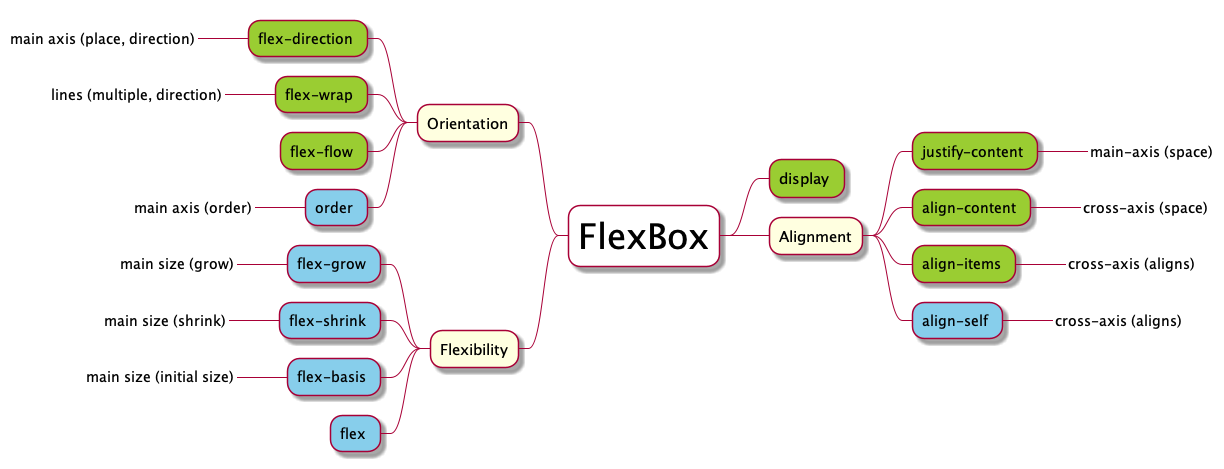 main axis (place, direction)
flex-direction
lines (multiple, direction)
flex-wrap
flex-flow
main axis (order)
order
Orientation
main size (grow)
flex-grow
main size (shrink)
flex-shrink
main size (initial size)
flex-basis
flex
Flexibility
FlexBox
display
Alignment
justify-content
main-axis (space)
align-content
cross-axis (space)
align-items
cross-axis (aligns)
align-self
cross-axis (aligns)